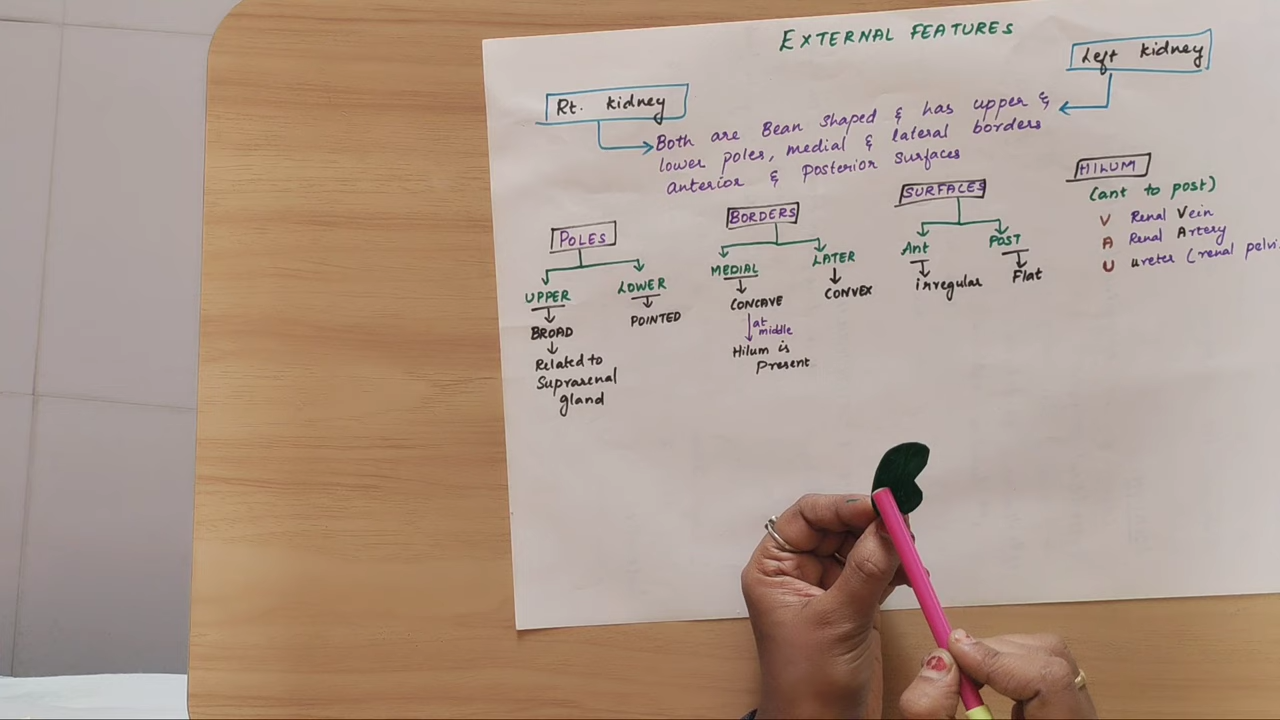 EXTERNAL FEATURES
Rt. Kidney
Left Kidney
Both are Bean shaped & has upper &
lower poles, medial & lateral borders
anterior & posterior surfaces
POLES
UPPER
BROAD
Related to
Suprarenal
gland
LOWER
POINTED
BORDERS
MEDIAL
CONCAVE
at
middle
Hilum is
Present
LATER
CONVEX
SURFACES
Ant
irregular
POST
Flat
HILUM
(ant to post)
V Renal Vein
A Renal Artery
U ureter (renal pelvi